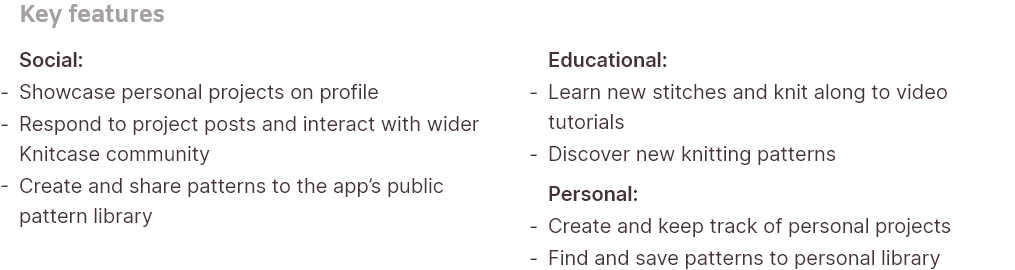 Key features
Social:
- Showcase personal projects on profile
- Respond to project posts and interact with wider
Knitcase community
- Create and share patterns to the app's public
pattern library
Educational:
- Learn new stitches and knit along to video
tutorials
- Discover new knitting patterns
Personal:
- Create and keep track of personal projects
- Find and save patterns to personal library